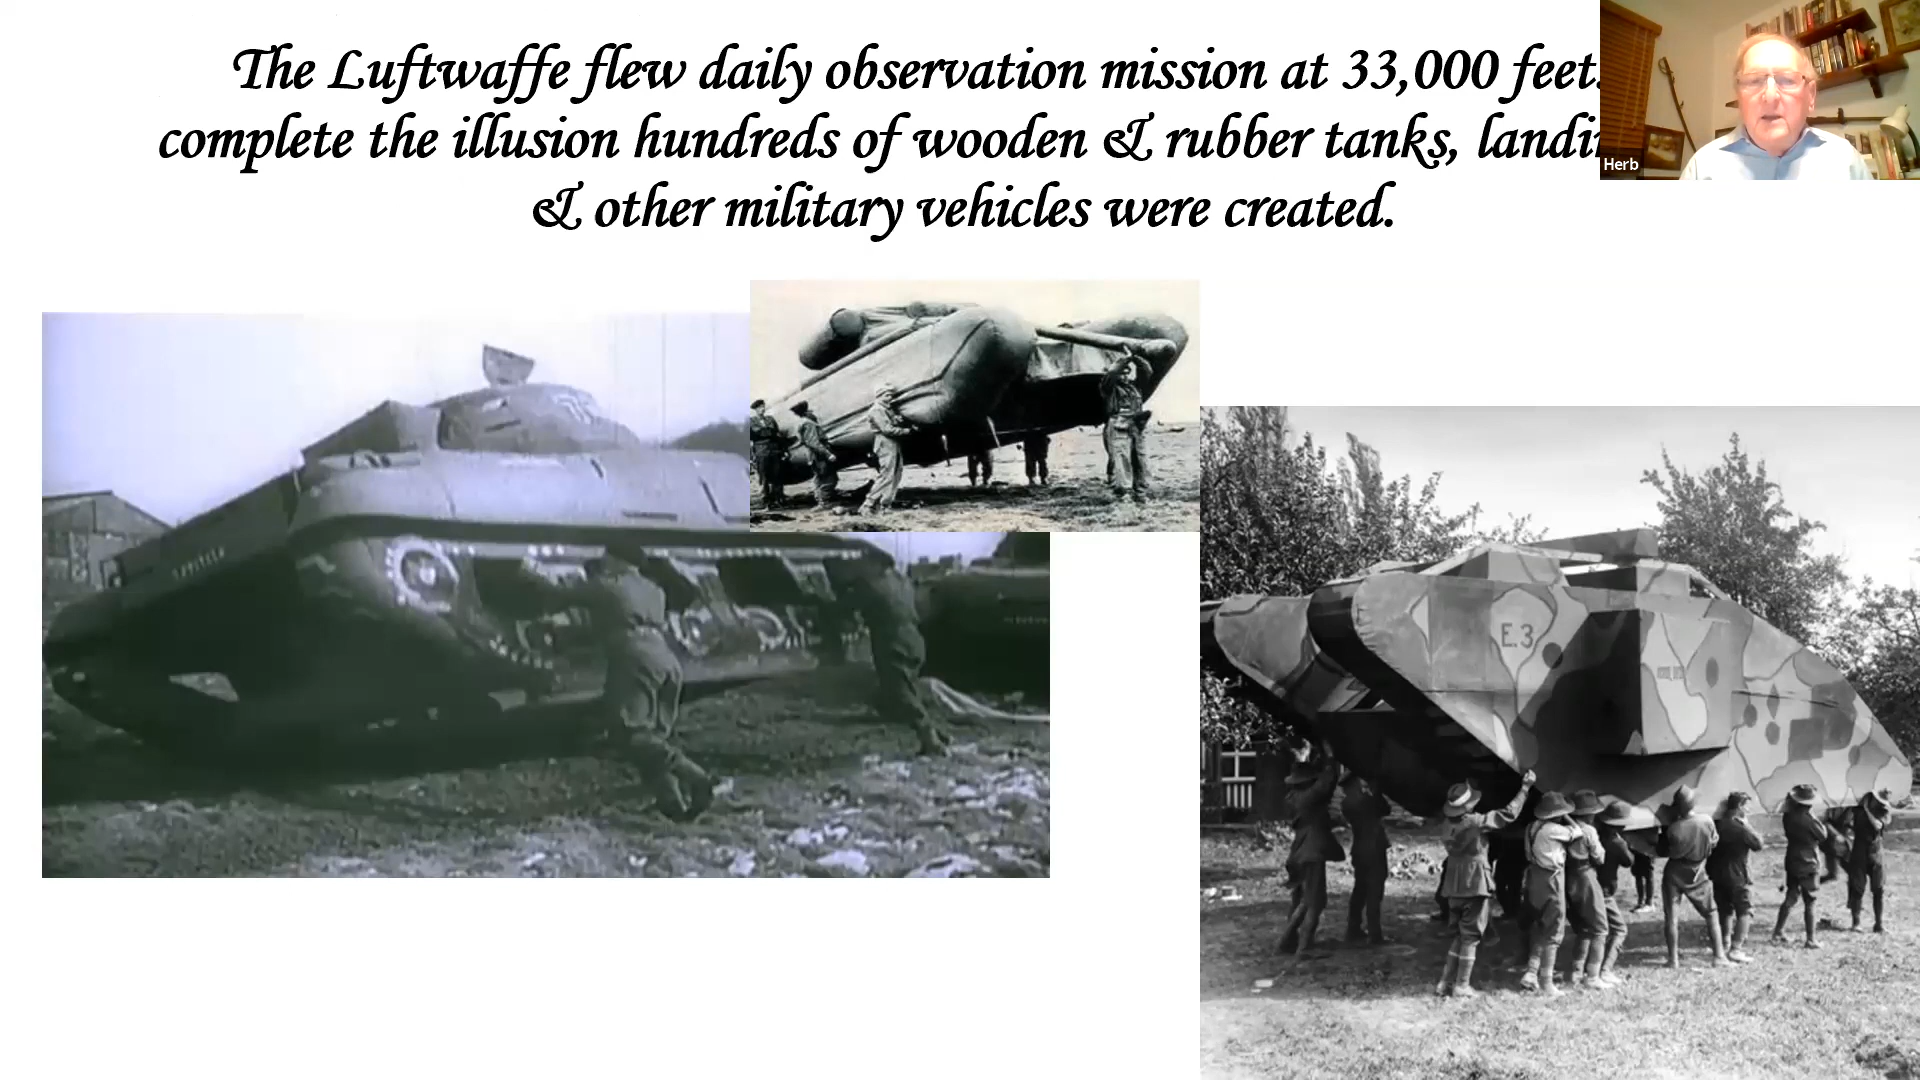 The Luftwaffe flew daily observation mission at 33,000 feet.
complete the illusion hundreds of wooden & rubber tanks,
& other military vehicles were created.
Herb
E.3